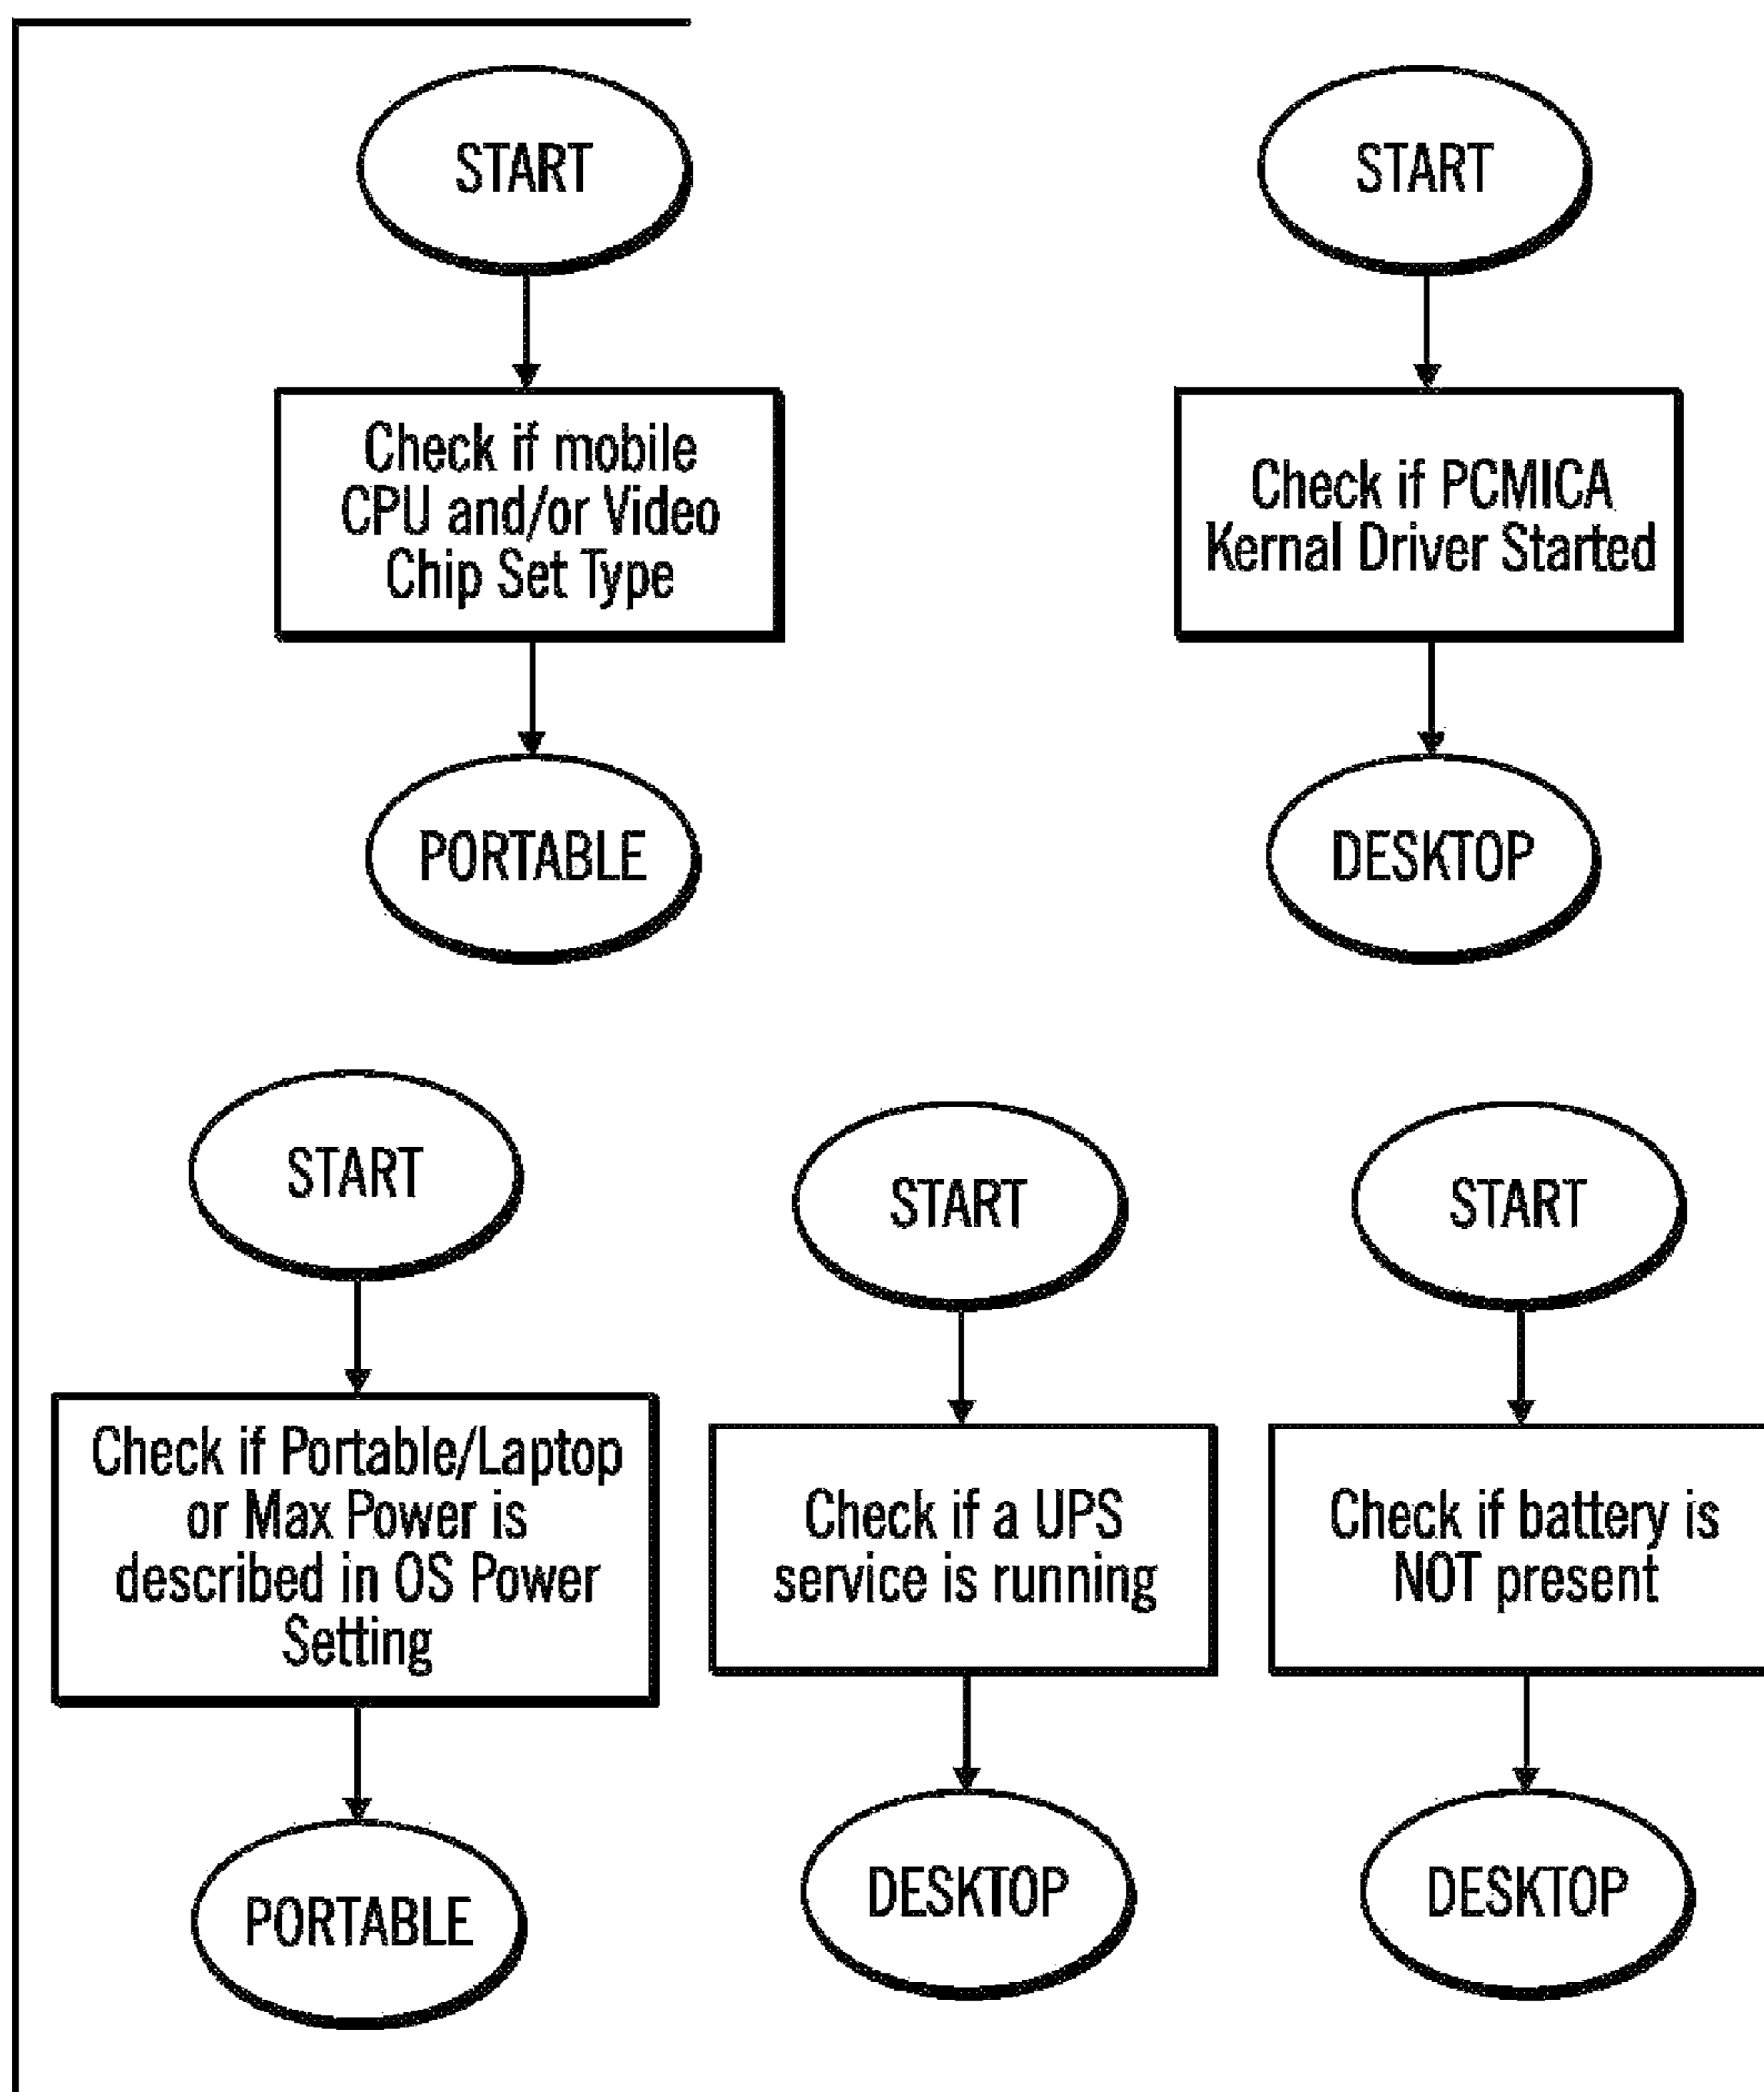 START
Check if mobile
CPU and/or Video
Chip Set Type
PORTABLE
START
Check if PCMICA
Kernal Driver Started
DESKTOP
START
Check if Portable/Laptop
or Max Power is
described in OS Power
Setting
PORTABLE
START
Check if a UPS
service is running
DESKTOP
START
Check if battery is
NOT present
DESKTOP